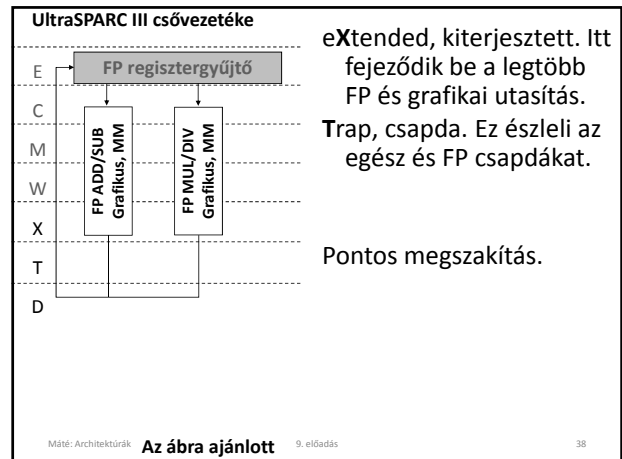 UltraSPARC III csővezetéke
E
FP regisztergyűjtő
C
M
W
X
T
D
FP ADD/SUB
Grafikus, MM
FP MUL/DIV
Grafikus, MM
eXtended, kiterjesztett. Itt
fejeződik be a legtöbb
FP és grafikai utasítás.
Trap, csapda. Ez észleli az
egész és FP csapdákat.
Pontos megszakítás.
Máté: Architektúrák
Az ábra ajánlott
9. előadás
38